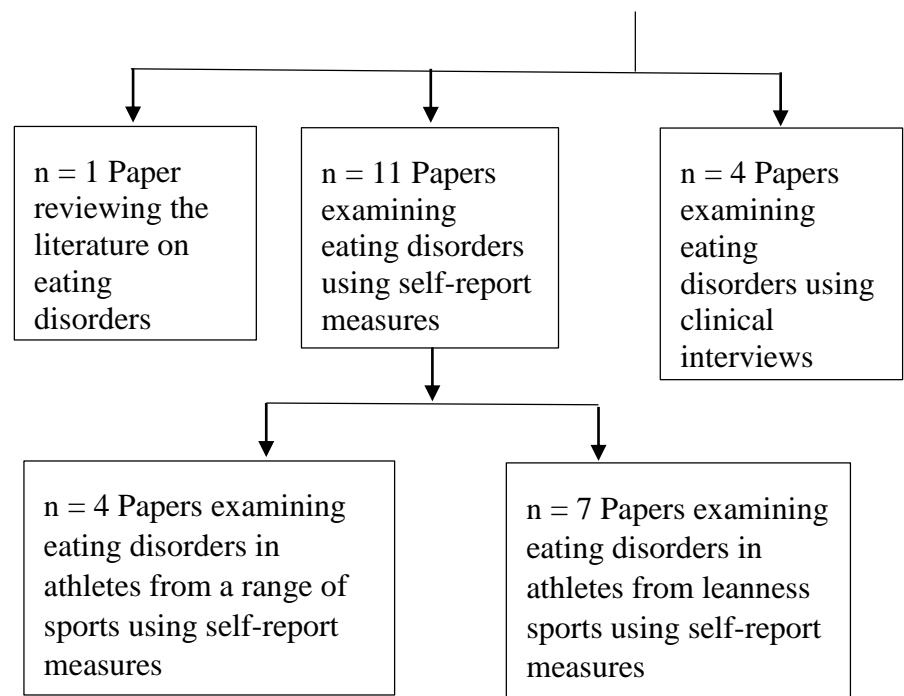 n = 1 Paper
reviewing the
literature on
eating
disorders
n = 11 Papers
examining
eating disorders
using self-report
measures
n = 4 Papers
examining
eating
disorders using
clinical
interviews
n = 4 Papers examining
eating disorders in
athletes from a range of
sports using self-report
measures
n = 7 Papers examining
eating disorders in
athletes from leanness
sports using self-report
measures